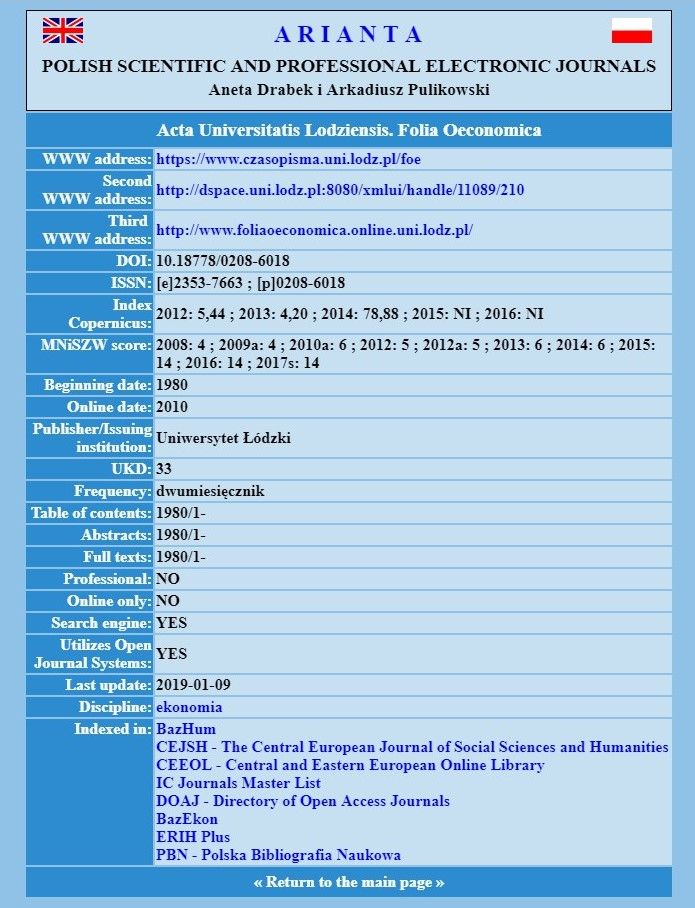 A R I A N T A
POLISH SCIENTIFIC AND PROFESSIONAL ELECTRONIC JOURNALS
Aneta Drabek i Arkadiusz Pulikowski
Acta Universitatis Lodziensis. Folia Oeconomica
WWW address: https://www.czasopisma.uni.lodz.pl/foe
Second
WWW address: http://dspace.uni.lodz.pl:8080/xmlui/handle/11089/210
Third
WWW address: http://www.foliaoeconomica.online.uni.lodz.pl/
DOI: 10.18778/0208-6018
ISSN: [e]2353-7663 ; [p]0208-6018
Index
Copernicus: 2012: 5,44 ; 2013: 4,20 ; 2014: 78,88 ; 2015: NI ; 2016: NI
MNiSZW score: 2008: 4 ; 2009a: 4 ; 2010a: 6 ; 2012: 5 ; 2012a: 5 ; 2013: 6 ; 2014: 6 ; 2015:
14 ; 2016: 14 ; 2017s: 14
Beginning date: 1980
Online date: 2010
Publisher/Issuing
institution: Uniwersytet Łódzki
UKD: 33
Frequency: dwumiesięcznik
Table of contents: 1980/1-
Abstracts: 1980/1-
Full texts: 1980/1-
Professional: NO
Online only: NO
Search engine: YES
Utilizes Open
Journal Systems: YES
Last update: 2019-01-09
Discipline: ekonomia
Indexed in: BazHum
CEJSH - The Central European Journal of Social Sciences and Humanities
CEEOL - Central and Eastern European Online Library
IC Journals Master List
DOAJ - Directory of Open Access Journals
BazEkon
ERIH Plus
PBN - Polska Bibliografia Naukowa
« Return to the main page »